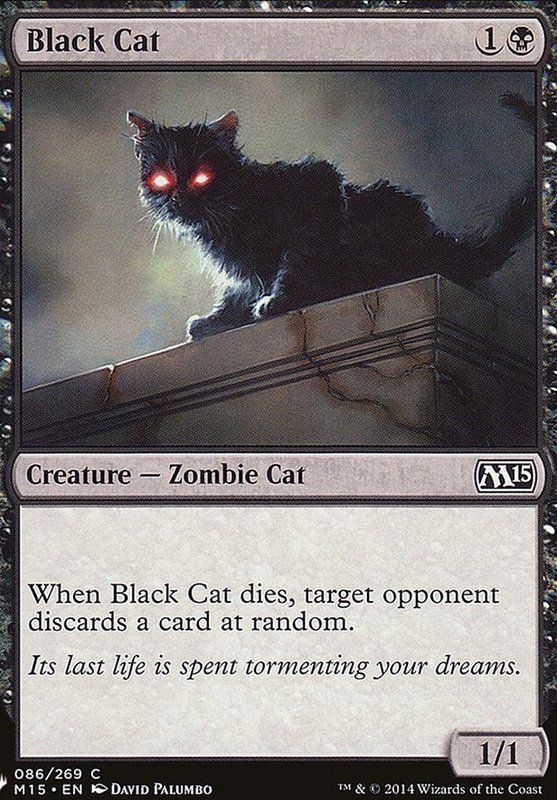 Black Cat 1
Creature — Zombie Cat M15
When Black Cat dies, target opponent
discards a card at random.
Its last life is spent tormenting your dreams.
1/1
086/269 C
M15 • EN DAVID PALUMBO ™ & © 2014 Wizards of the Coast